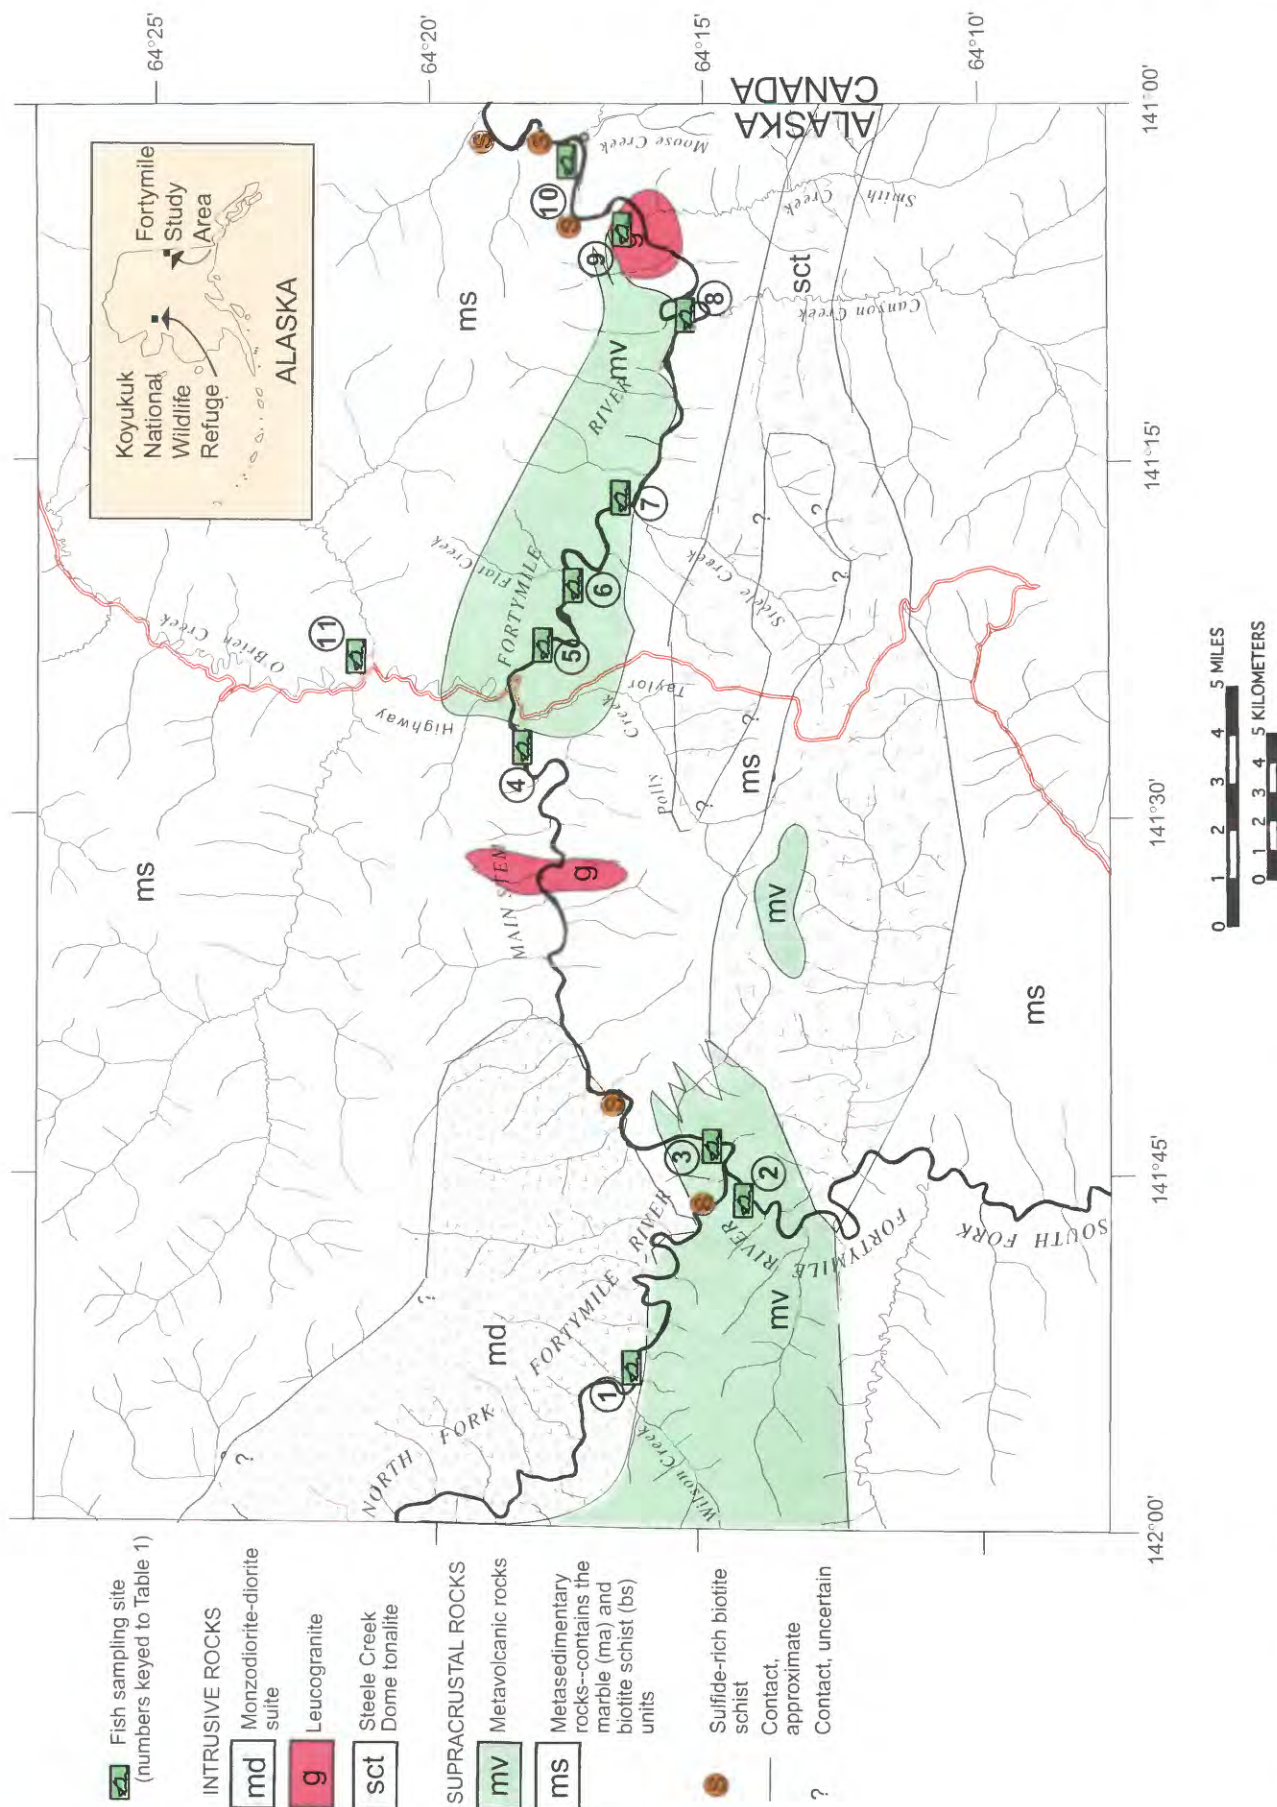 Fish sampling site
(numbers keyed to Table 1)
INTRUSIVE ROCKS
md
Monzodiorite-diorite
suite
g
Leucogranite
sct
Steele Creek
Dome tonalite
SUPRACRUSTAL ROCKS
mv
Metavolcanic rocks
ms
Metasedimentary
rocks--contains the
marble (ma) and
biotite schist (bs)
units
S
Sulfide-rich biotite
schist
Contact,
approximate
?
Contact, uncertain
64°25'
64°20'
64°15'
64°10'
142°00'
141°45'
141°30'
141°15'
141°00'
Koyukuk
National
Wildlife
Refuge
Fortymile
Study
Area
ALASKA
ALASKA
CANADA
ms
ms
ms
ms
md
mv
mv
mv
sct
g
g
NORTH FORK
FORTYMILE RIVER
Wilson Creek
RIVER
FORTYMILE
SOUTH FORK
MAIN STEM
FORTYMILE
RIVER
O'Brien Creek
Highway
Taylor
Polly
Creek
Flat Creek
Steele Creek
Canyon Creek
Smith
Creek
Moose Creek
1
2
3
4
5
6
7
8
9
10
11
S
S
S
S
S
?
?
?
?
?
?
?
0 1 2 3 4 5 MILES
0 1 2 3 4 5 KILOMETERS